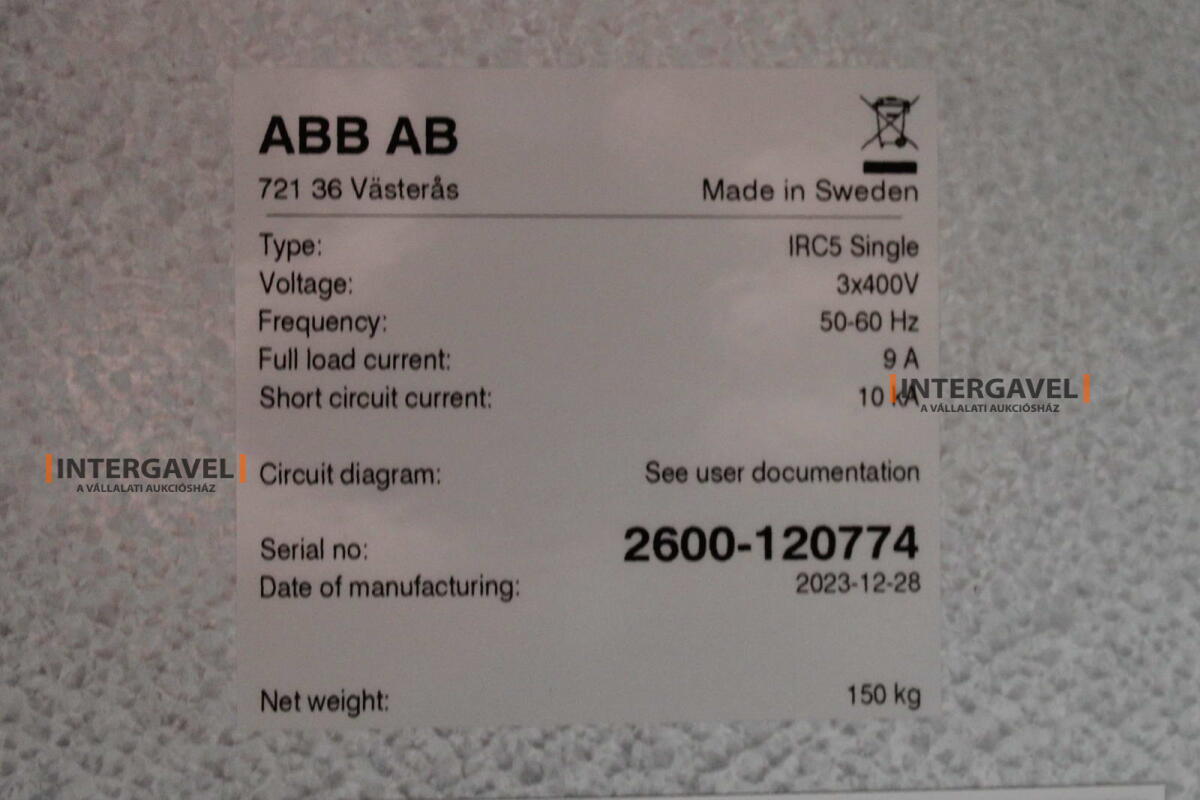 ABB AB
721 36 Västerås Made in Sweden
Type: IRC5 Single
Voltage: 3x400V
Frequency: 50-60 Hz
Full load current: 9 A
Short circuit current: 10 kA
INTERGAVEL
A VÁLLALATI AUKCIÓSHÁZ
INTERGAVEL
A VÁLLALATI AUKCIÓSHÁZ
Circuit diagram: See user documentation
Serial no: 2600-120774
Date of manufacturing: 2023-12-28
Net weight: 150 kg